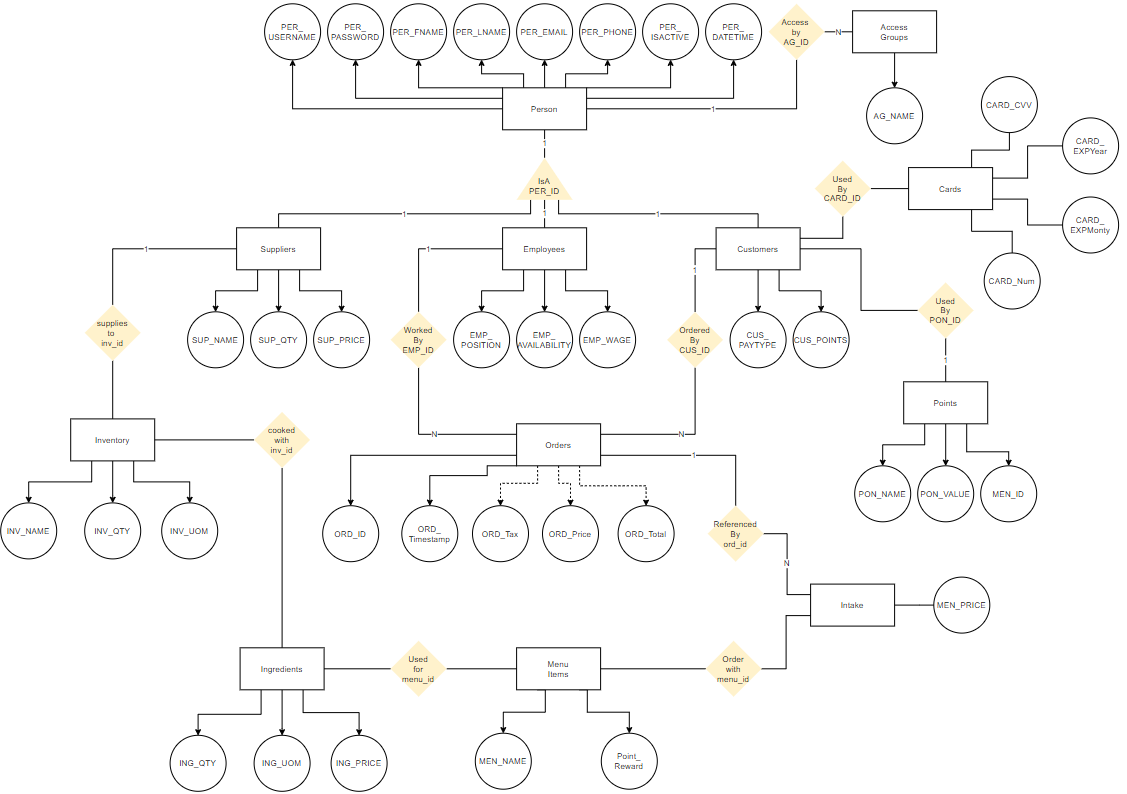 PER_
USERNAME
PER_
PASSWORD
PER_FNAME
PER_LNAME
PER_EMAIL
PER_PHONE
PER_
ISACTIVE
PER_
DATETIME
Access
by
AG_ID
N
Access
Groups
Person
1
AG_NAME
CARD_CVV
CARD_
EXPYear
1
IsA
PER_ID
Used
By
CARD_ID
Cards
CARD_
EXPMonty
1
1
1
Suppliers
Employees
Customers
1
1
1
CARD_Num
supplies
to
inv_id
SUP_NAME
SUP_QTY
SUP_PRICE
Worked
By
EMP_ID
EMP_
POSITION
EMP_
AVAILABILITY
EMP_WAGE
Ordered
By
CUS_ID
CUS_
PAYTYPE
CUS_POINTS
Used
By
PON_ID
1
Points
Inventory
cooked
with
inv_id
N
Orders
N
1
INV_NAME
INV_QTY
INV_UOM
ORD_ID
ORD_
Timestamp
ORD_Tax
ORD_Price
ORD_Total
Referenced
By
ord_id
PON_NAME
PON_VALUE
MEN_ID
N
Intake
MEN_PRICE
Ingredients
Used
for
menu_id
Menu
Items
Order
with
menu_id
ING_QTY
ING_UOM
ING_PRICE
MEN_NAME
Point_
Reward